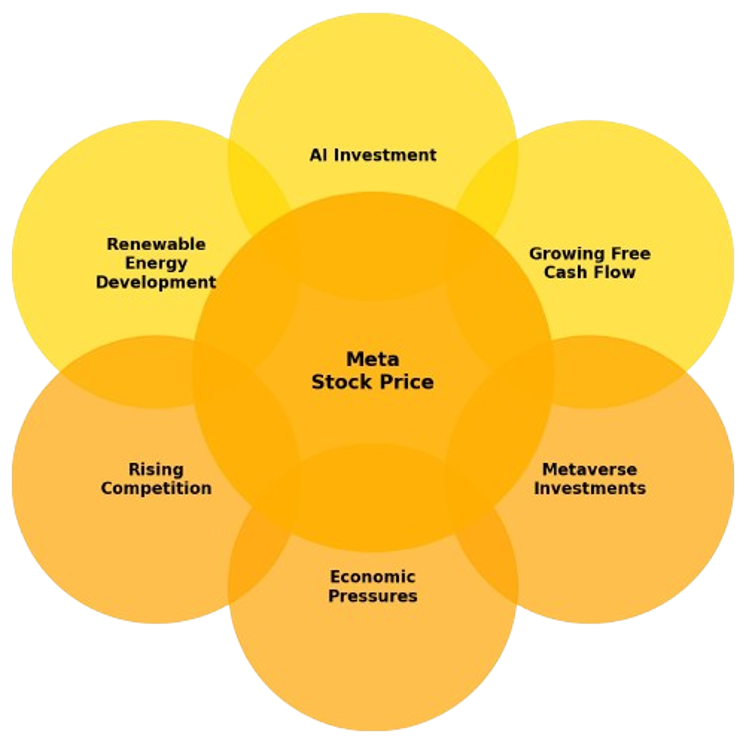 AI Investment
Renewable
Energy
Development
Growing Free
Cash Flow
Meta
Stock Price
Rising
Competition
Metaverse
Investments
Economic
Pressures